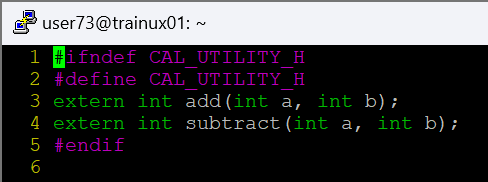 user73@trainux01: ~
1 #ifndef CAL_UTILITY_H
2 #define CAL_UTILITY_H
3 extern int add(int a, int b);
4 extern int subtract(int a, int b);
5 #endif
6